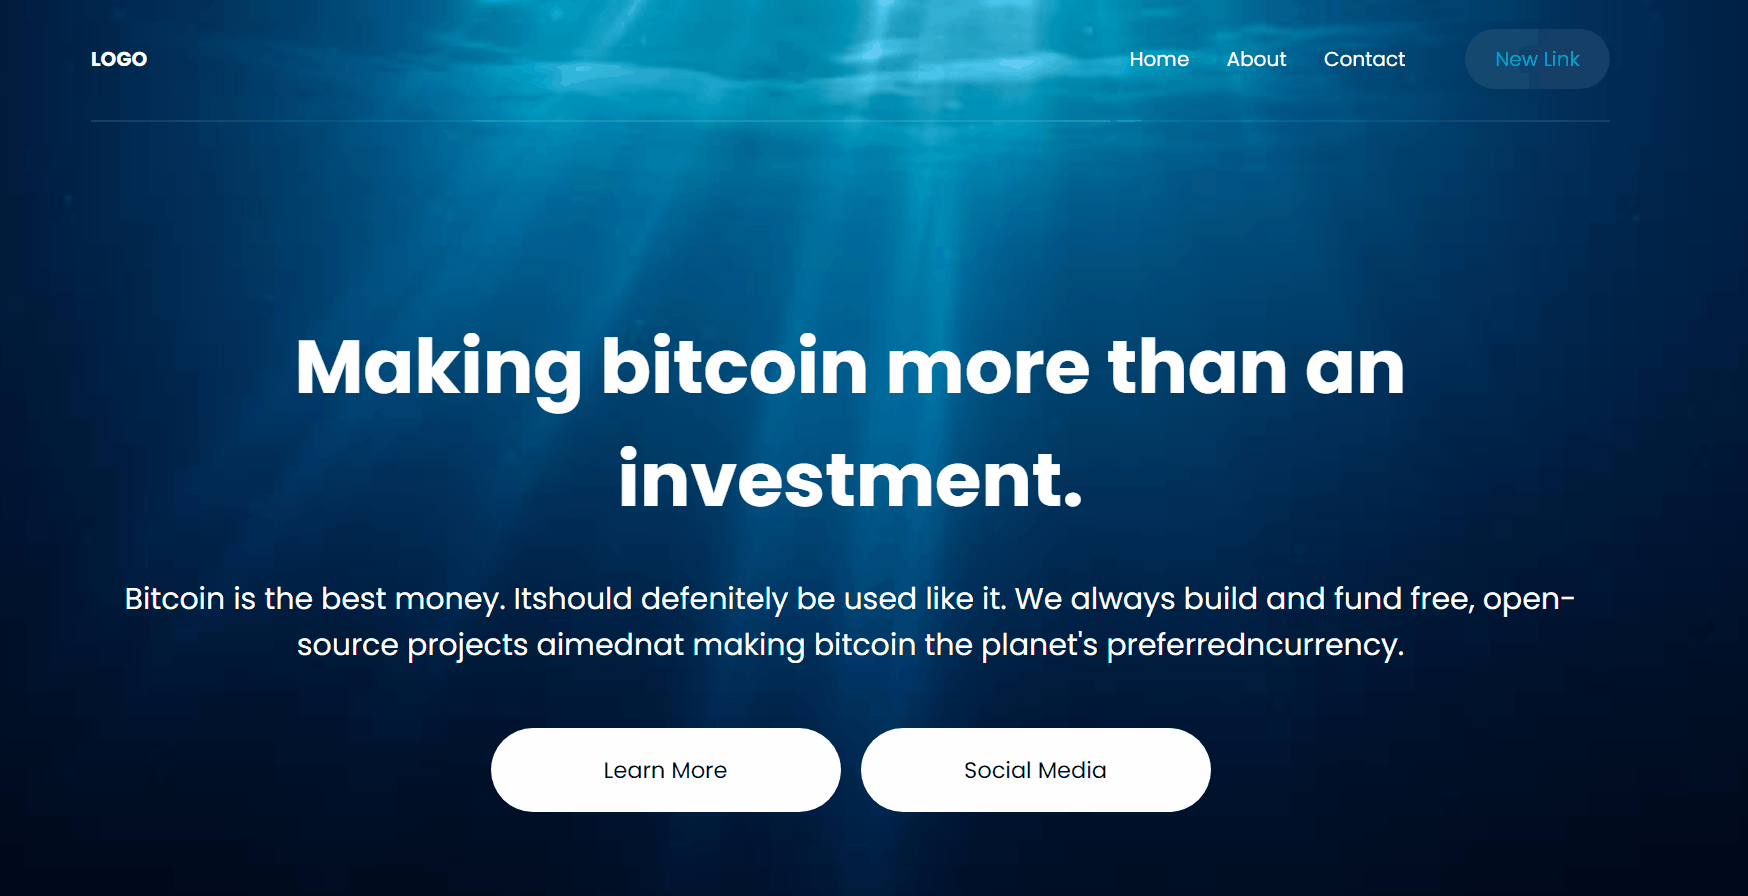 LOGO
Home About Contact New Link
Making bitcoin more than an
investment.
Bitcoin is the best money. Itshould defenitely be used like it. We always build and fund free, open-
source projects aimednat making bitcoin the planet's preferredncurrency.
Learn More Social Media